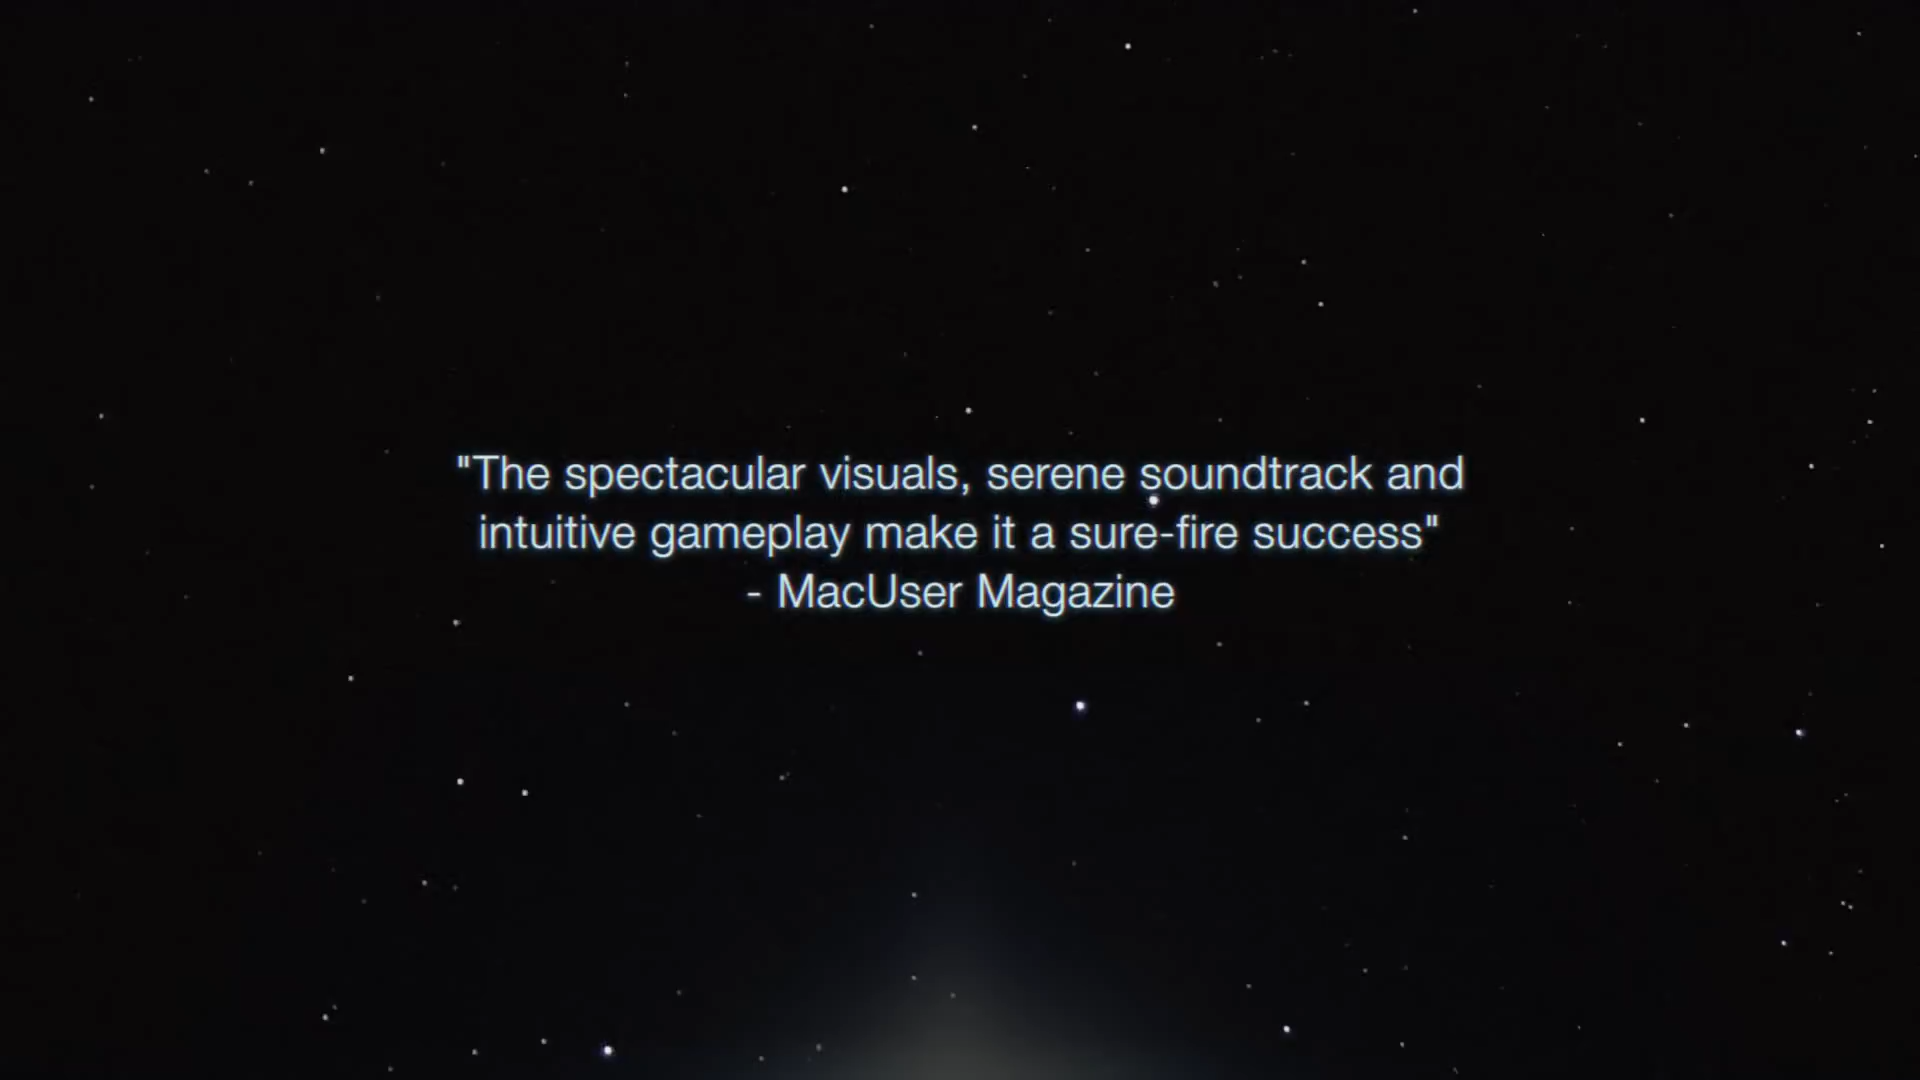 "The spectacular visuals, serene soundtrack and
intuitive gameplay make it a sure-fire success"
- MacUser Magazine